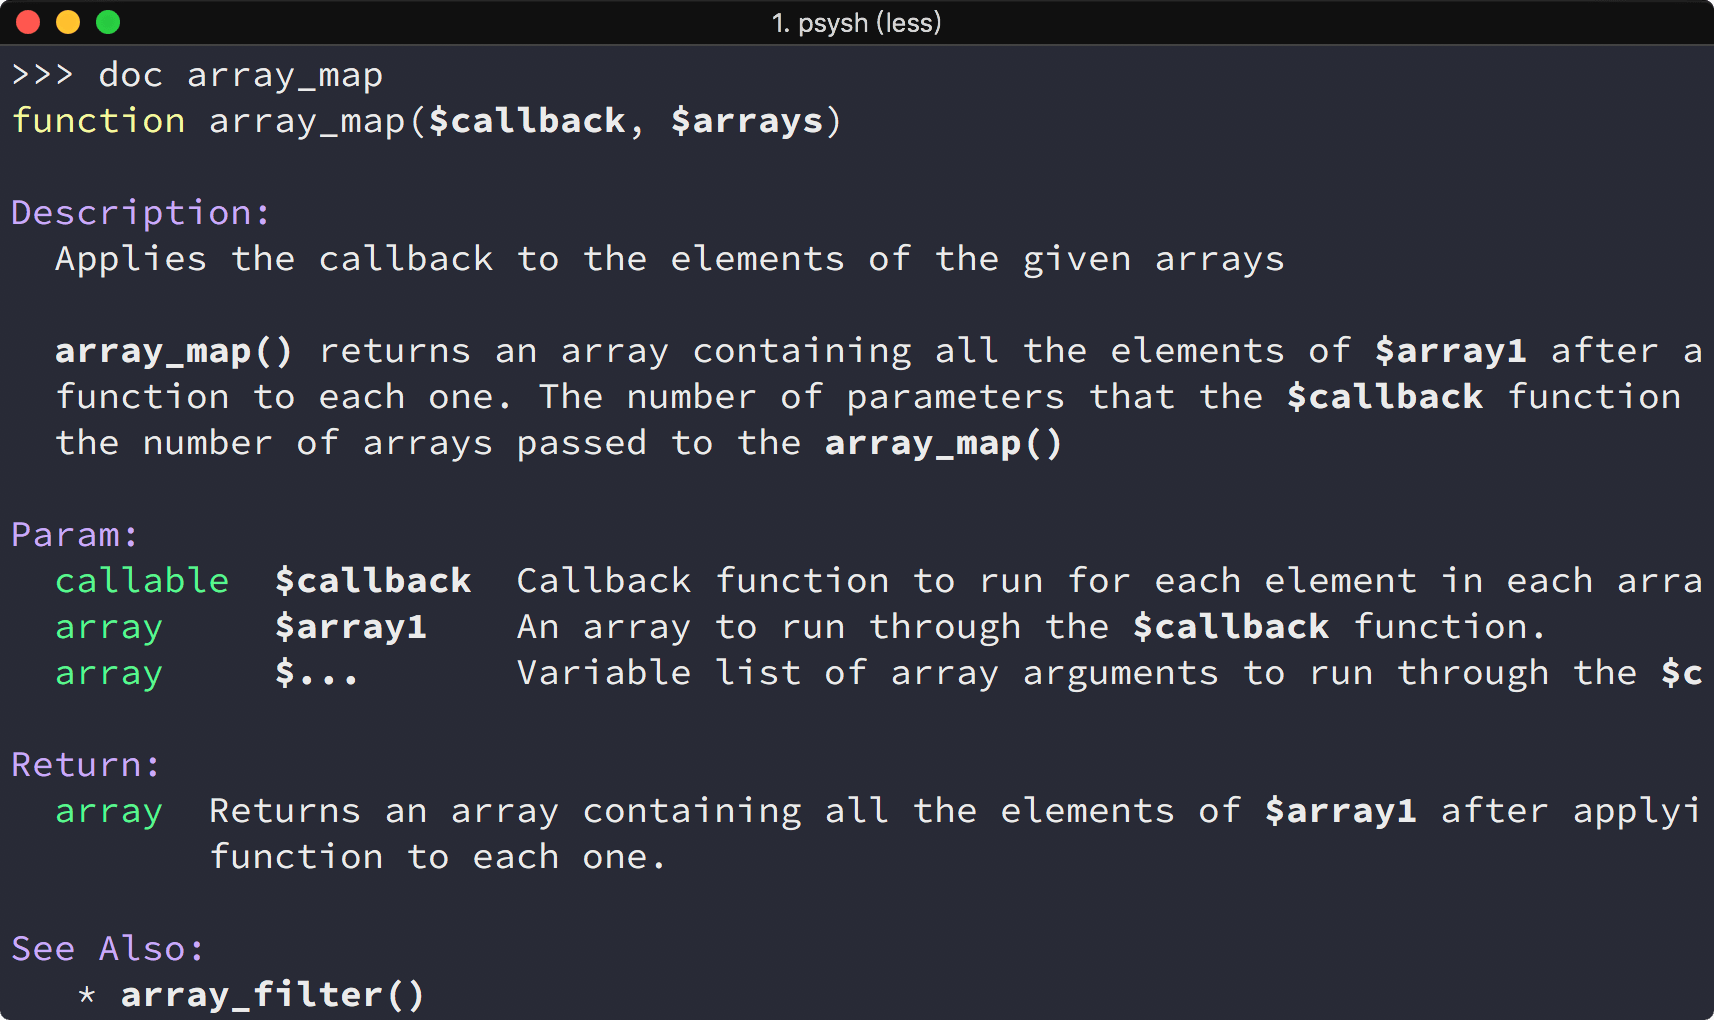 1. psysh (less)
>>> doc array_map
function array_map($callback, $arrays)
Description:
Applies the callback to the elements of the given arrays
array_map() returns an array containing all the elements of $array1 after a
function to each one. The number of parameters that the $callback function
the number of arrays passed to the array_map()
Param:
callable $callback Callback function to run for each element in each arra
array $array1 An array to run through the $callback function.
array $... Variable list of array arguments to run through the $c
Return:
array Returns an array containing all the elements of $array1 after applyi
function to each one.
See Also:
* array_filter()